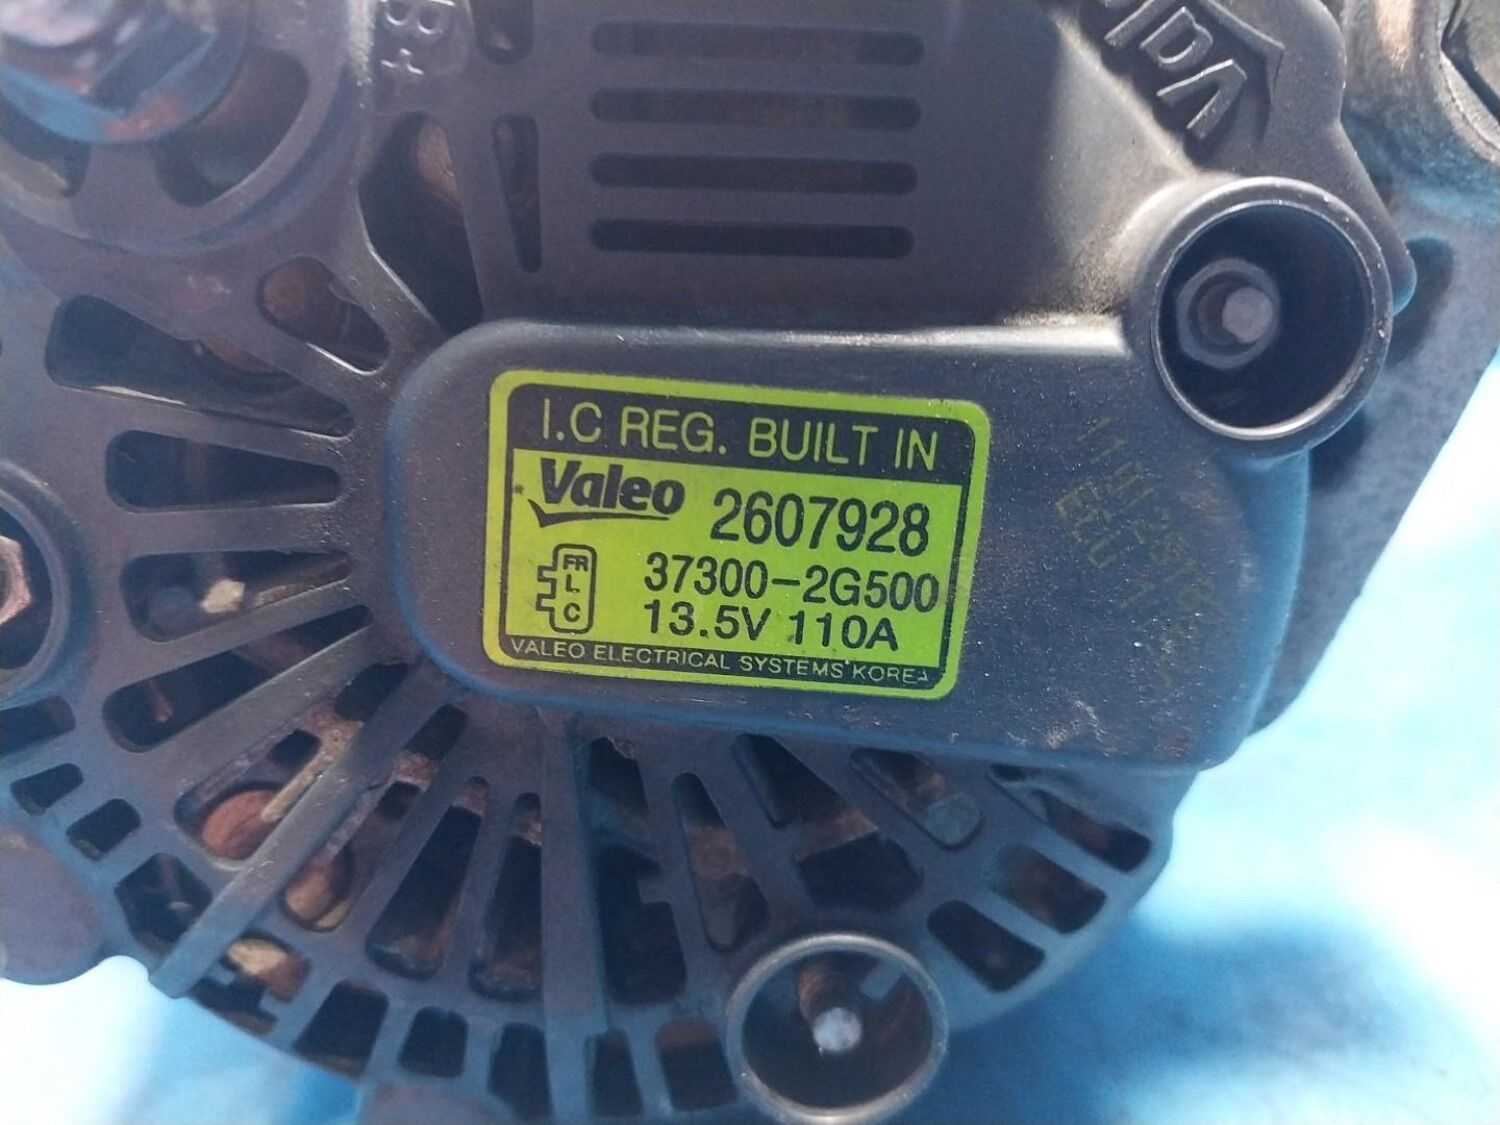 B+
I.C REG. BUILT IN
Valeo 2607928
FR
L
C
37300-2G500
13.5V 110A
VALEO ELECTRICAL SYSTEMS KOREA